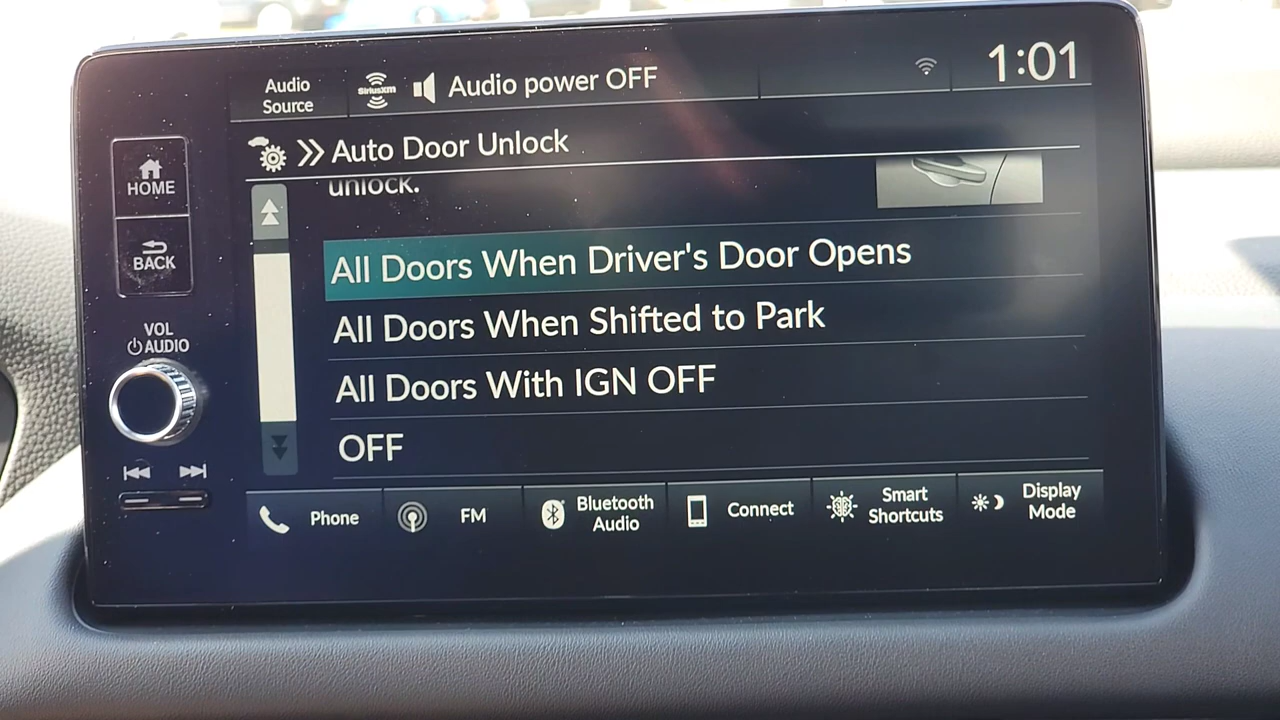 Audio
Source
SiriusXM
Audio power OFF
1:01
Auto Door Unlock
unlock.
HOME
BACK
VOL
AUDIO
All Doors When Driver's Door Opens
All Doors When Shifted to Park
All Doors With IGN OFF
OFF
Phone
FM
Bluetooth
Audio
Connect
Smart
Shortcuts
Display
Mode